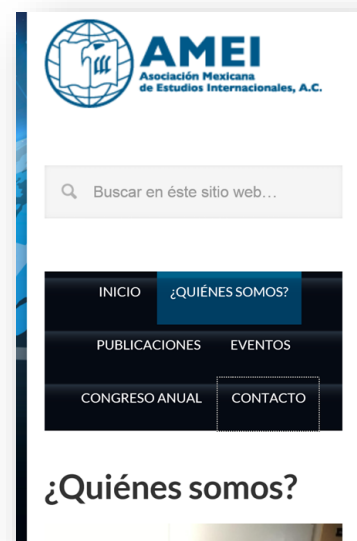 AMEI
Asociación Mexicana
de Estudios Internacionales, A.C.
Buscar en éste sitio web…
INICIO ¿QUIÉNES SOMOS?
PUBLICACIONES EVENTOS
CONGRESO ANUAL CONTACTO
¿Quiénes somos?